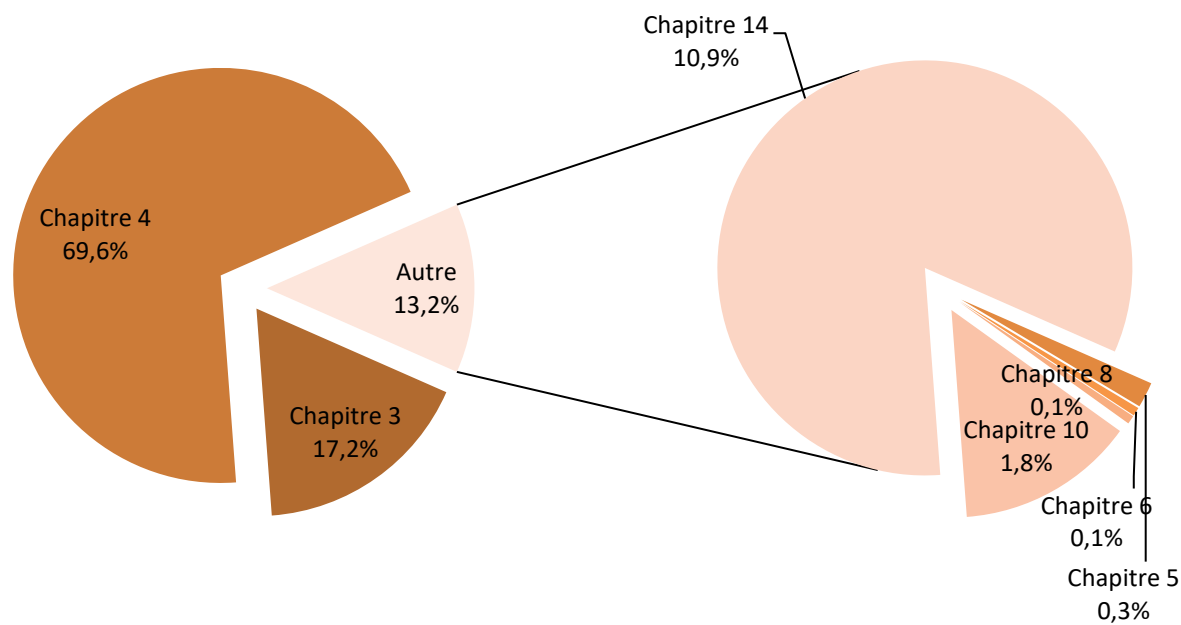 Chapitre 14
10,9%
Chapitre 4
69,6%
Autre
13,2%
Chapitre 3
17,2%
Chapitre 8
0,1%
Chapitre 10
1,8%
Chapitre 6
0,1%
Chapitre 5
0,3%